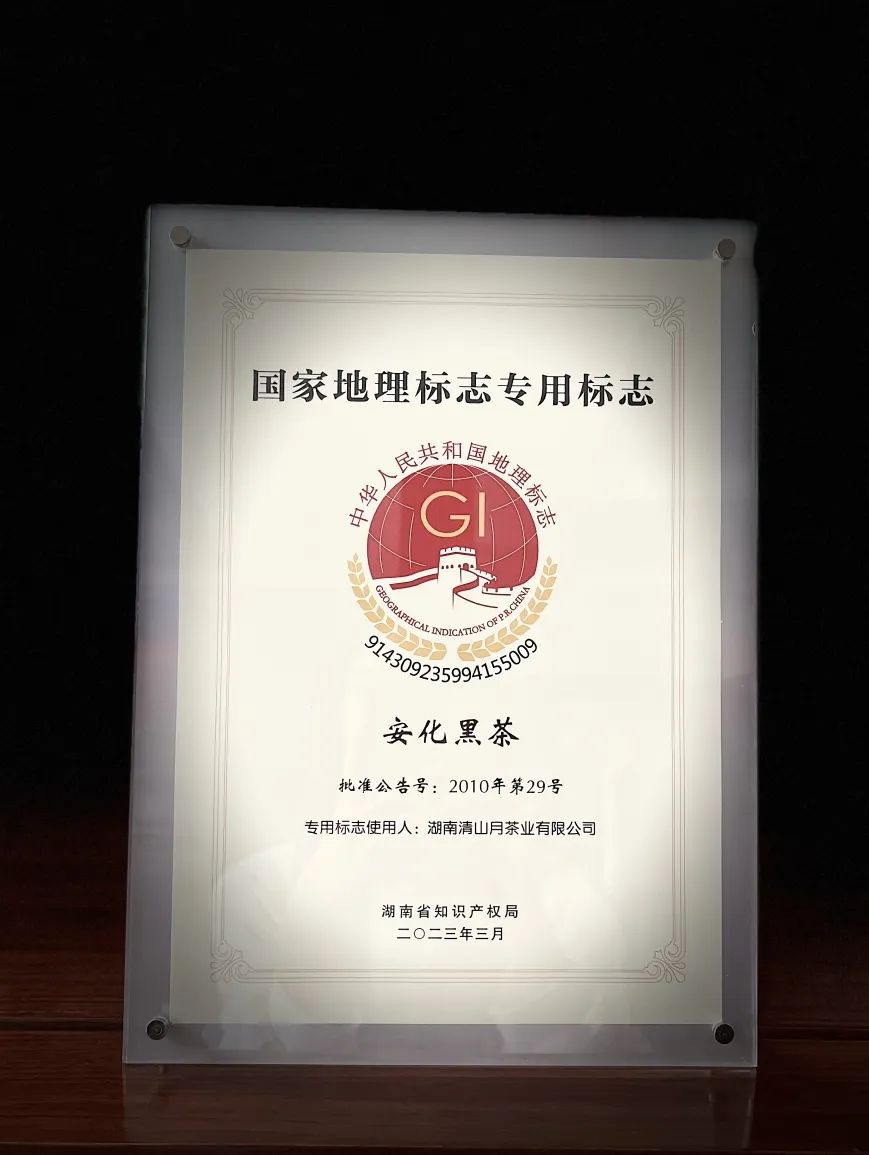 国家地理标志专用标志
中华人民共和国地理标志
GI
GEOGRAPHICAL INDICATION OF P.R.CHINA
914309235994155009
安化黑茶
批准公告号：2010年第29号
专用标志使用人：湖南清山月茶业有限公司
湖南省知识产权局
二〇二三年三月